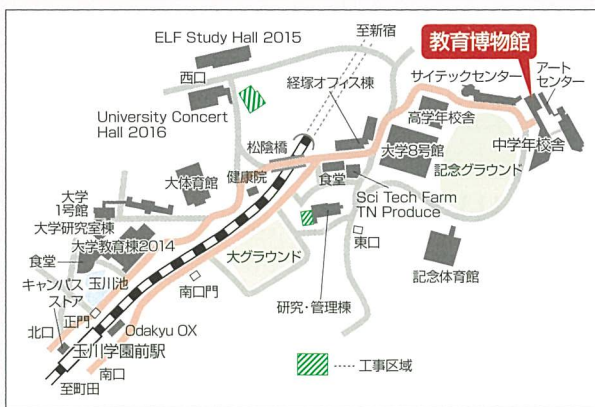 ELF Study Hall 2015
至新宿
教育博物館
西口
経塚オフィス棟
サイテックセンター
アート
センター
University Concert
Hall 2016
高学年校舎
松陰橋
大学8号館
中学年校舎
大体育館
健康院
食堂
記念グラウンド
Sci Tech Farm
TN Produce
大学
1号館
大学研究室棟
大学教育棟2014
大グラウンド
東口
食堂
記念体育館
玉川池
キャンパス
ストア
南口門
研究・管理棟
正門
北口
Odakyu OX
玉川学園前駅
南口
至町田
工事区域